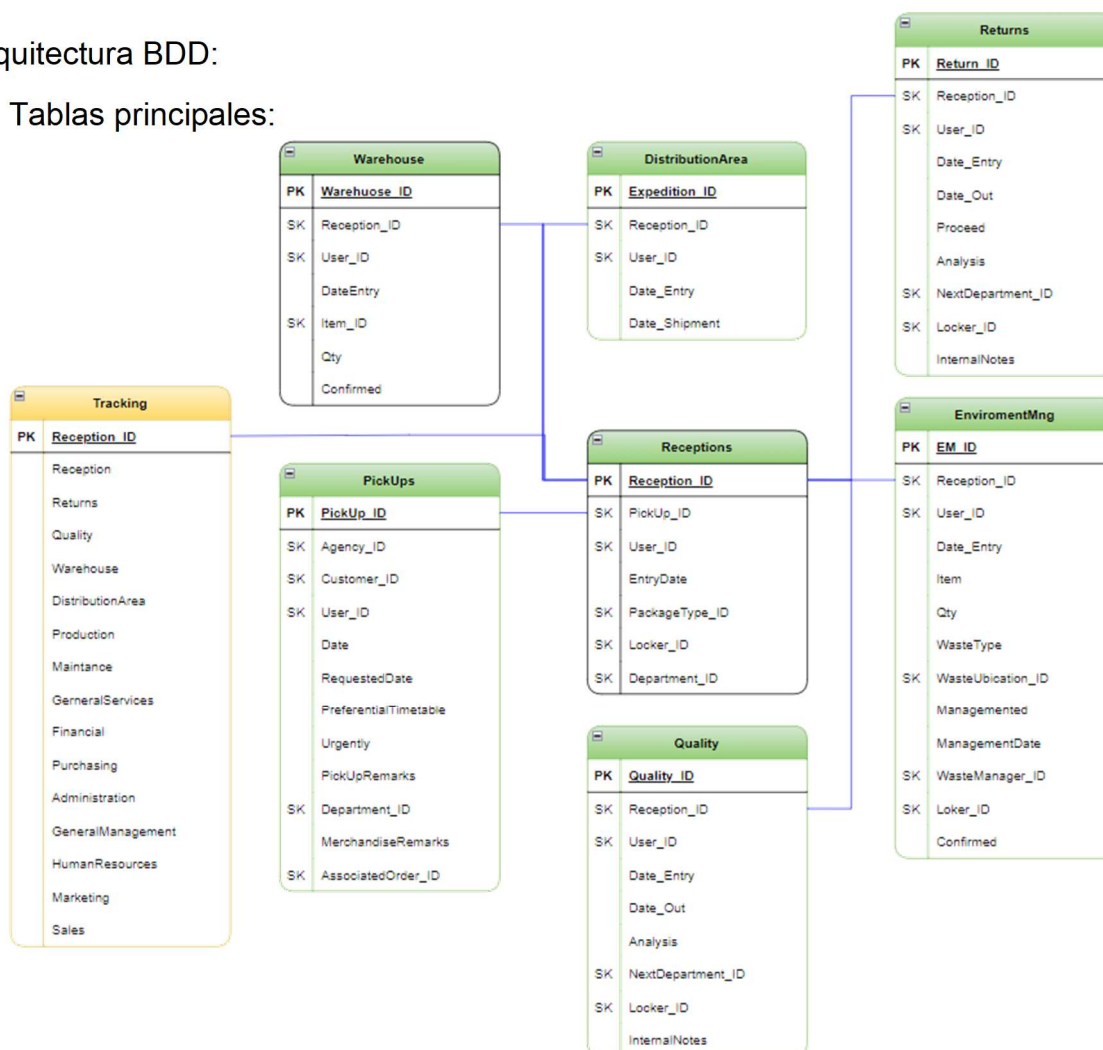 quitectura BDD:
Tablas principales:
Warehouse
PK Warehuose_ID
SK Reception_ID
SK User_ID
DateEntry
SK Item_ID
Qty
Confirmed
DistributionArea
PK Expedition_ID
SK Reception_ID
SK User_ID
Date_Entry
Date_Shipment
Returns
PK Return_ID
SK Reception_ID
SK User_ID
Date_Entry
Date_Out
Proceed
Analysis
SK NextDepartment_ID
SK Locker_ID
InternalNotes
Tracking
PK Reception_ID
Reception
Returns
Quality
Warehouse
DistributionArea
Production
Maintance
GerneralServices
Financial
Purchasing
Administration
GeneralManagement
HumanResources
Marketing
Sales
PickUps
PK PickUp_ID
SK Agency_ID
SK Customer_ID
SK User_ID
Date
RequestedDate
PreferentialTimetable
Urgently
PickUpRemarks
SK Department_ID
MerchandiseRemarks
SK AssociatedOrder_ID
Receptions
PK Reception_ID
SK PickUp_ID
SK User_ID
EntryDate
SK PackageType_ID
SK Locker_ID
SK Department_ID
EnviromentMng
PK EM_ID
SK Reception_ID
SK User_ID
Date_Entry
Item
Qty
WasteType
SK WasteUbication_ID
Managemented
ManagementDate
SK WasteManager_ID
SK Loker_ID
Confirmed
Quality
PK Quality_ID
SK Reception_ID
SK User_ID
Date_Entry
Date_Out
Analysis
SK NextDepartment_ID
SK Locker_ID
InternalNotes